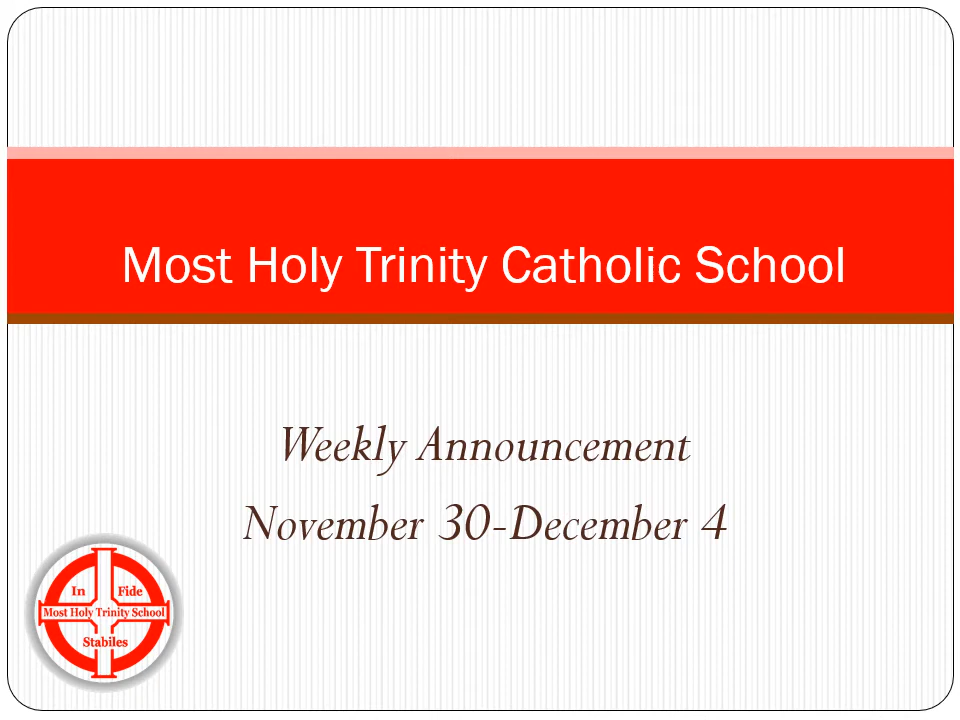 Most Holy Trinity Catholic School
Weekly Announcement
November 30-December 4
In Fide
Most Holy Trinity School
Stabiles